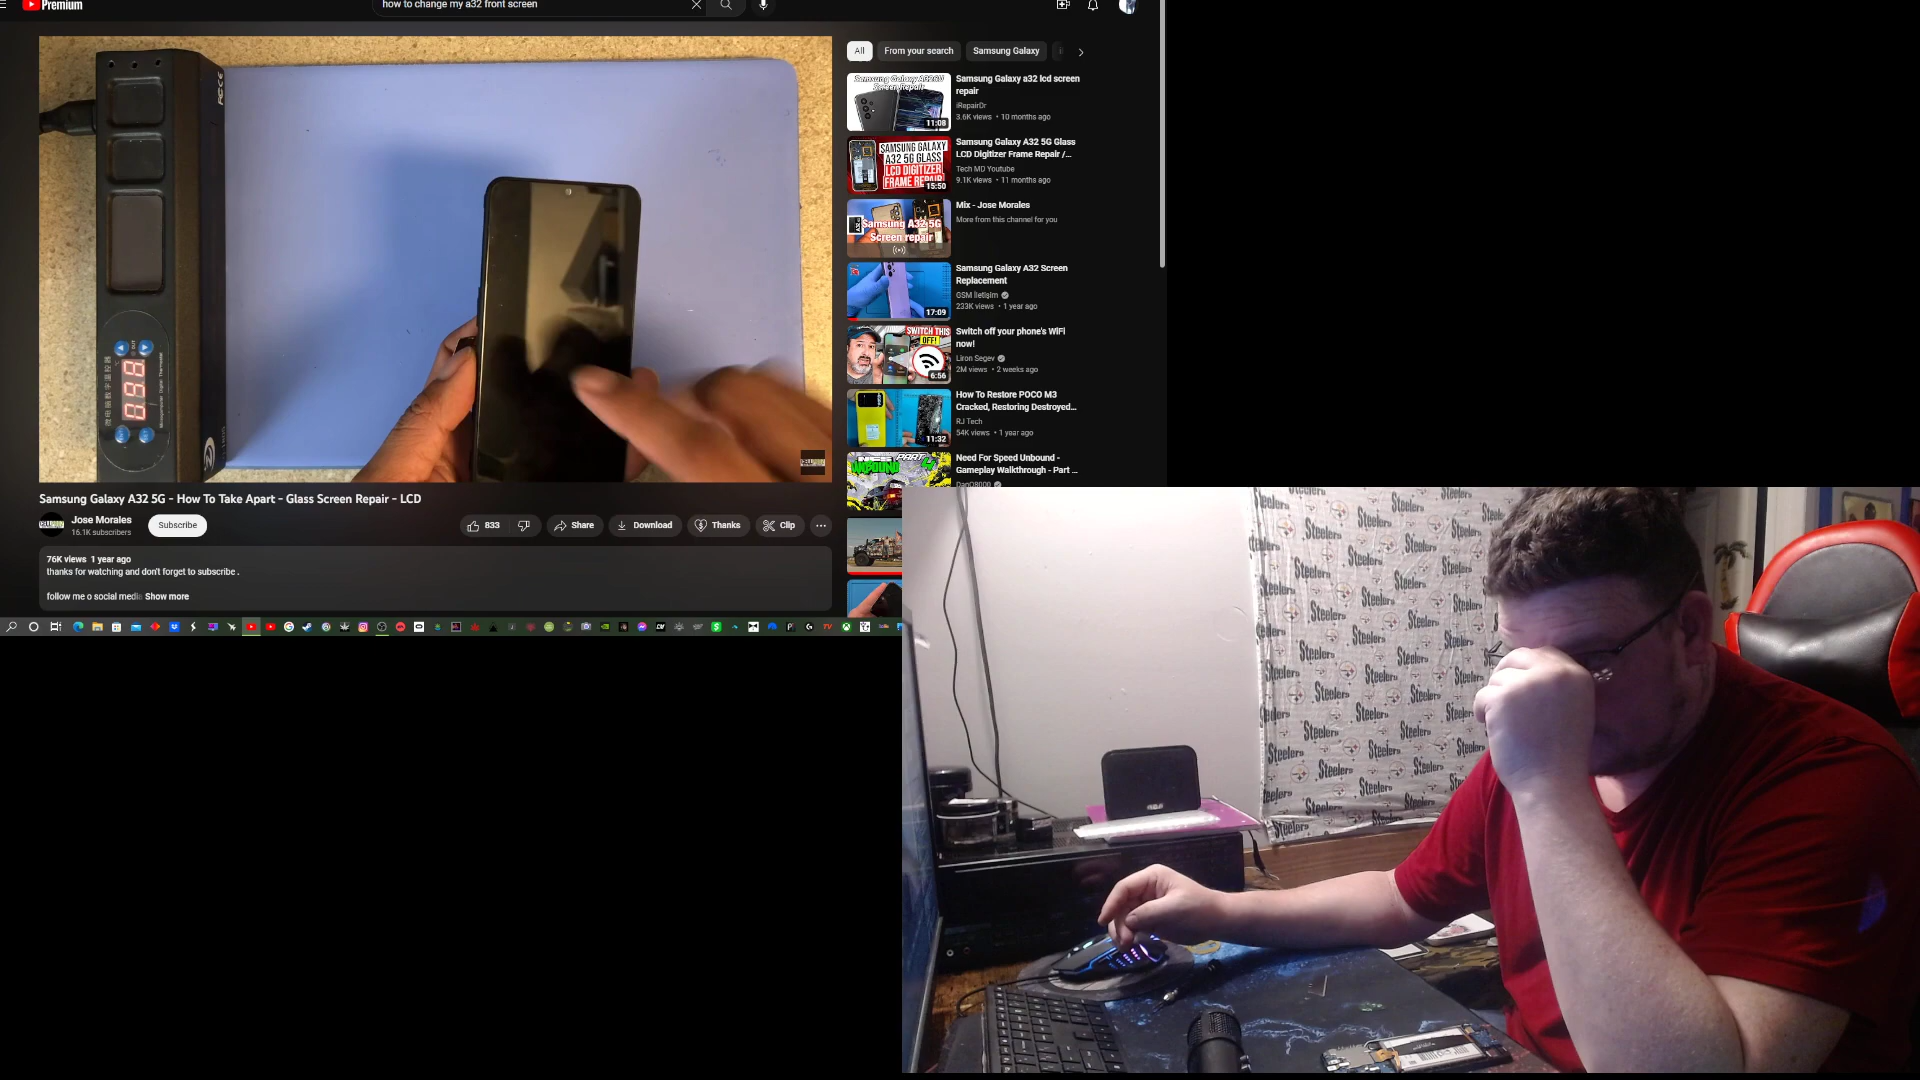 Premium
how to change my a32 front screen
All
From your search
Samsung Galaxy
Samsung Galaxy a32 lcd screen
repair
iRepairDr
3.6K views • 10 months ago
11:08
SAMSUNG GALAXY
A32 5G GLASS
LCD DIGITIZER
FRAME REPAIR
15:50
Samsung Galaxy A32 5G Glass
LCD Digitizer Frame Repair /...
Tech MD Youtube
9.1K views • 11 months ago
Samsung A32 5G
Screen repair
Mix - Jose Morales
More from this channel for you
Samsung Galaxy A32 Screen
Replacement
GSM İletişim
233K views • 1 year ago
17:09
SWITCH THIS
OFF!
6:56
Switch off your phone's WiFi
now!
Liron Segev
2M views • 2 weeks ago
How To Restore POCO M3
Cracked, Restoring Destroyed...
RJ Tech
54K views • 1 year ago
11:32
PART 4
Need For Speed Unbound -
Gameplay Walkthrough - Part ...
DanQ8000
Samsung Galaxy A32 5G - How To Take Apart - Glass Screen Repair - LCD
Jose Morales
16.1K subscribers
Subscribe
833
Share
Download
Thanks
Clip
76K views 1 year ago
thanks for watching and don't forget to subscribe .
follow me o social media Show more
Steelers
RCA